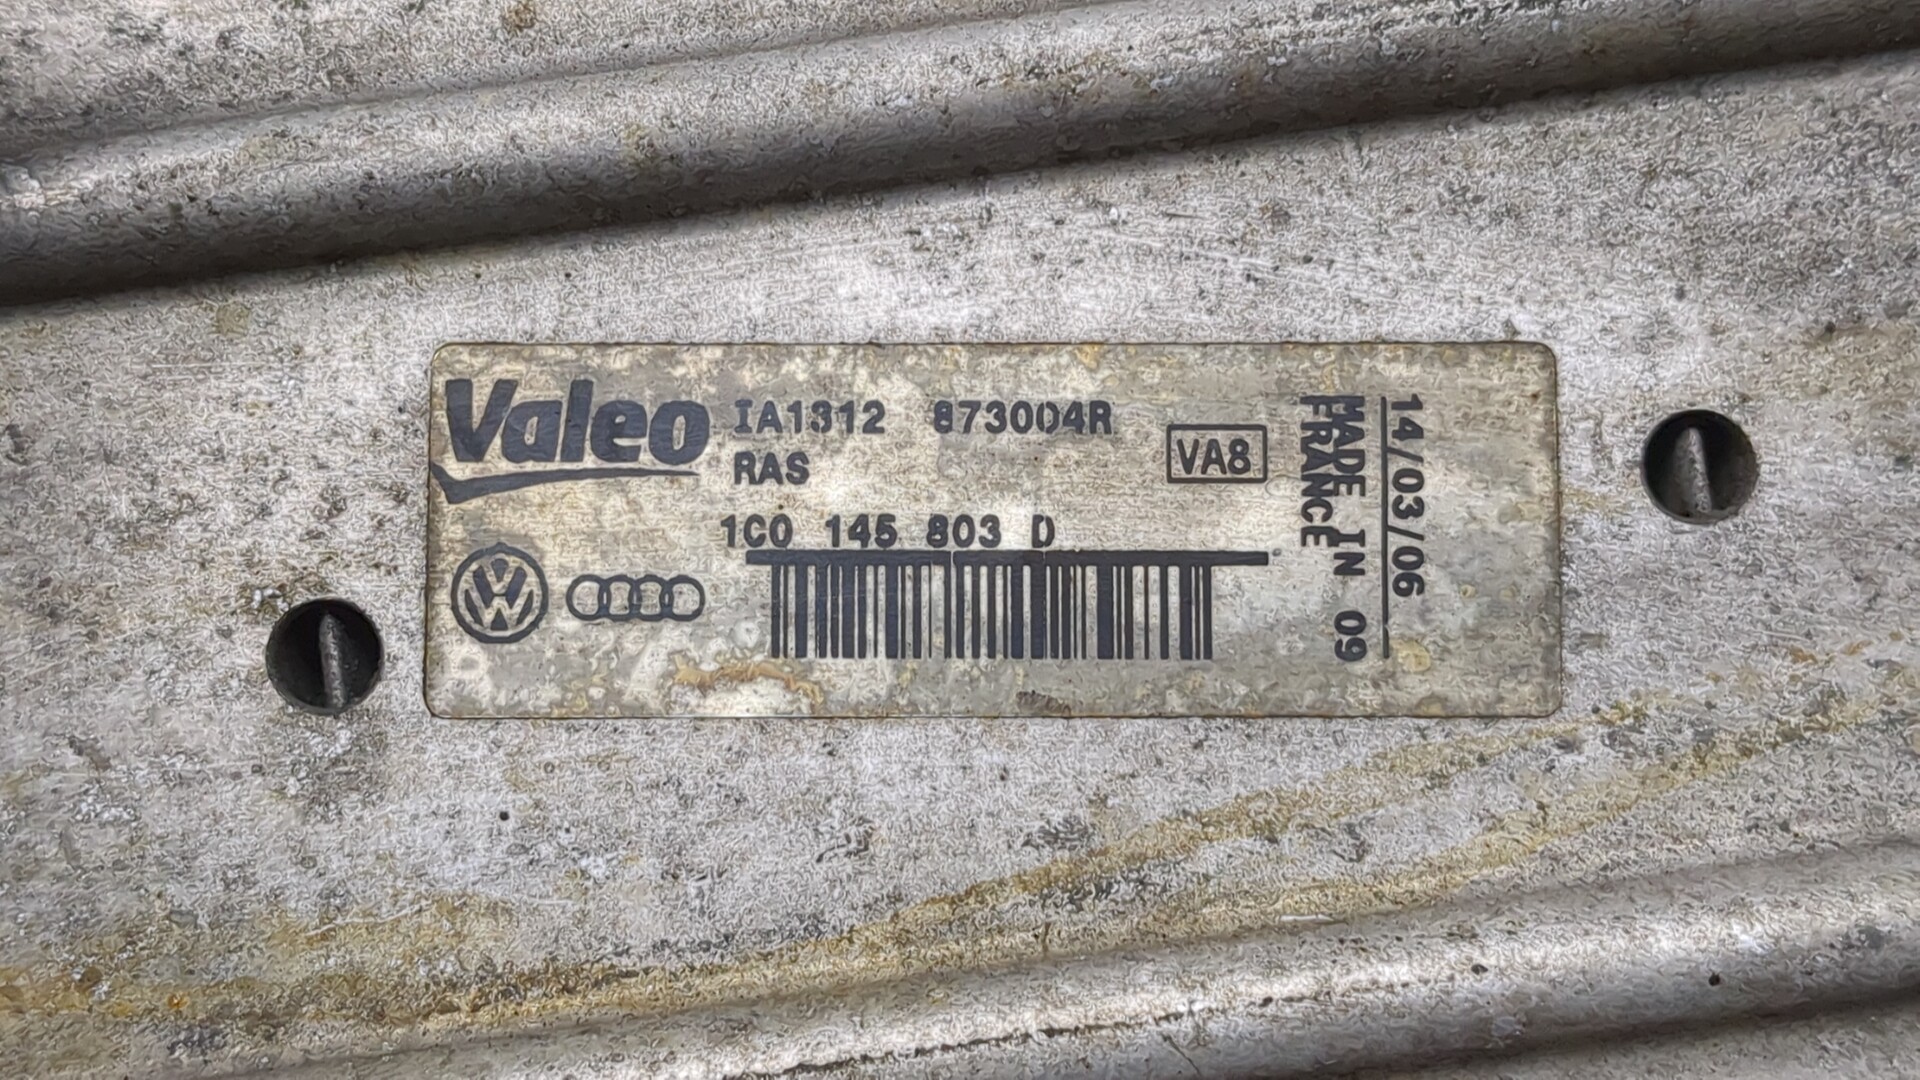 Valeo
IA1312 873004R
RAS
VA8
1C0 145 803 D
14/03/06
MADE IN 09
FRANCE